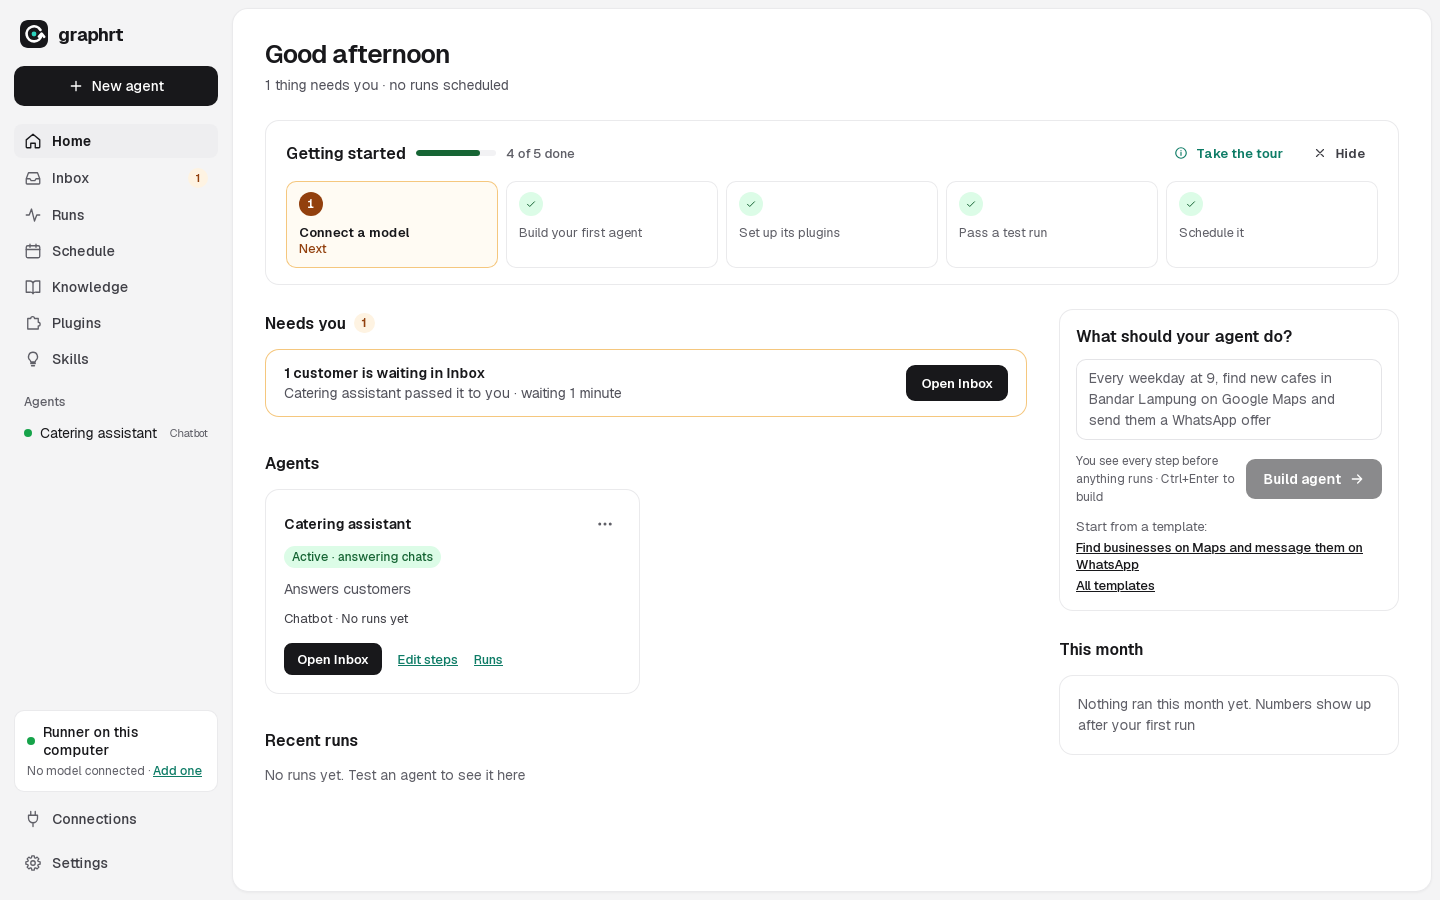 graphrt
New agent
Home
Inbox 1
Runs
Schedule
Knowledge
Plugins
Skills
Agents
Catering assistant Chatbot
Runner on this
computer
No model connected · Add one
Connections
Settings
Good afternoon
1 thing needs you · no runs scheduled
Getting started 4 of 5 done Take the tour Hide
1
Connect a model
Next
Build your first agent
Set up its plugins
Pass a test run
Schedule it
Needs you 1
1 customer is waiting in Inbox
Catering assistant passed it to you · waiting 1 minute
Open Inbox
Agents
Catering assistant
Active · answering chats
Answers customers
Chatbot · No runs yet
Open Inbox Edit steps Runs
Recent runs
No runs yet. Test an agent to see it here
What should your agent do?
Every weekday at 9, find new cafes in
Bandar Lampung on Google Maps and
send them a WhatsApp offer
You see every step before
anything runs · Ctrl+Enter to
build
Build agent
Start from a template:
Find businesses on Maps and message them on
WhatsApp
All templates
This month
Nothing ran this month yet. Numbers show up
after your first run